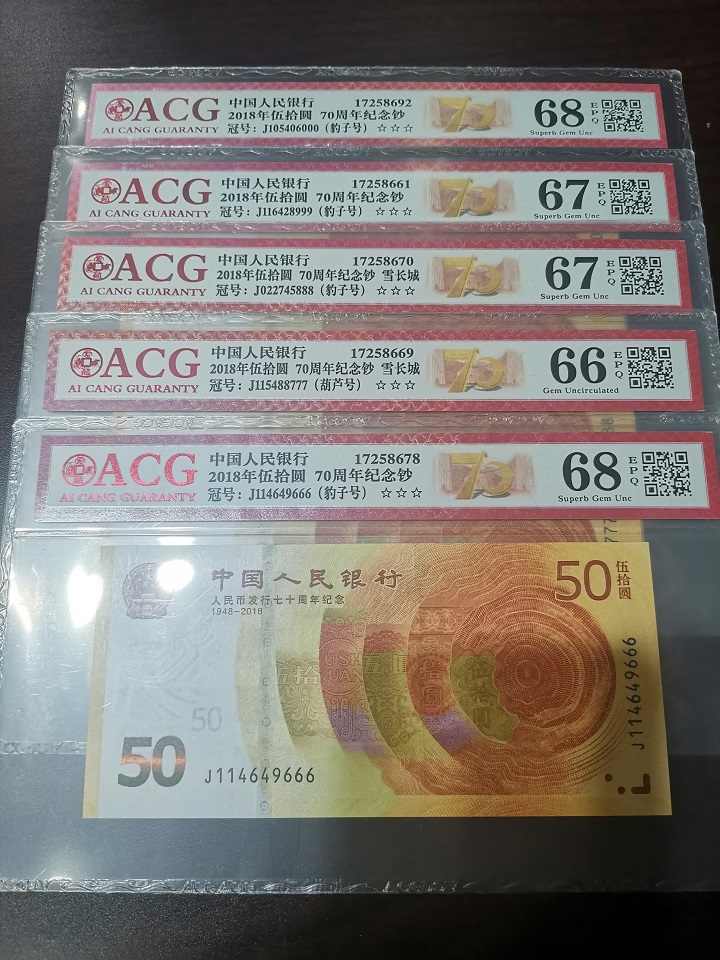 ACG 中国人民银行 17258692 70 68 EPQ
2018年伍拾圆 70周年纪念钞
AI CANG GUARANTY 冠号：J105406000（豹子号）☆☆☆ Superb Gem Unc
ACG 中国人民银行 17258661 70 67 EPQ
2018年伍拾圆 70周年纪念钞
AI CANG GUARANTY 冠号：J116428999（豹子号）☆☆☆ Superb Gem Unc
ACG 中国人民银行 17258670 70 67 EPQ
2018年伍拾圆 70周年纪念钞 雪长城
AI CANG GUARANTY 冠号：J022745888（豹子号）☆☆☆ Superb Gem Unc
ACG 中国人民银行 17258669 70 66 EPQ
2018年伍拾圆 70周年纪念钞 雪长城
AI CANG GUARANTY 冠号：J115488777（葫芦号）☆☆☆ Gem Uncirculated
ACG 中国人民银行 17258678 70 68 EPQ
2018年伍拾圆 70周年纪念钞
AI CANG GUARANTY 冠号：J114649666（豹子号）☆☆☆ Superb Gem Unc
中国人民银行 50 伍拾圆
人民币发行七十周年纪念
1948-2018
伍拾圆
50
50 J114649666
J114649666